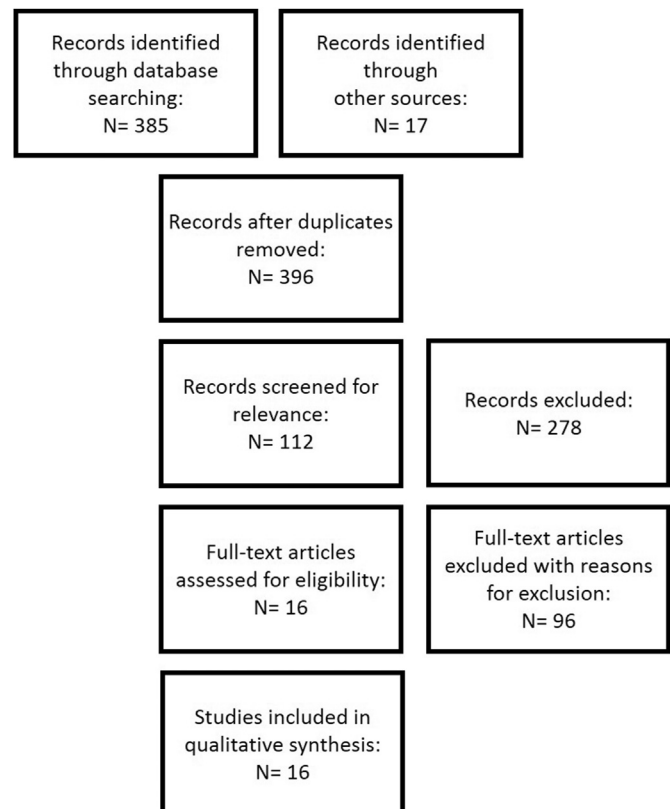 Records identified
through database
searching:
N= 385
Records identified
through
other sources:
N= 17
Records after duplicates
removed:
N= 396
Records screened for
relevance:
N= 112
Records excluded:
N= 278
Full-text articles
assessed for eligibility:
N= 16
Full-text articles
excluded with reasons
for exclusion:
N= 96
Studies included in
qualitative synthesis:
N= 16